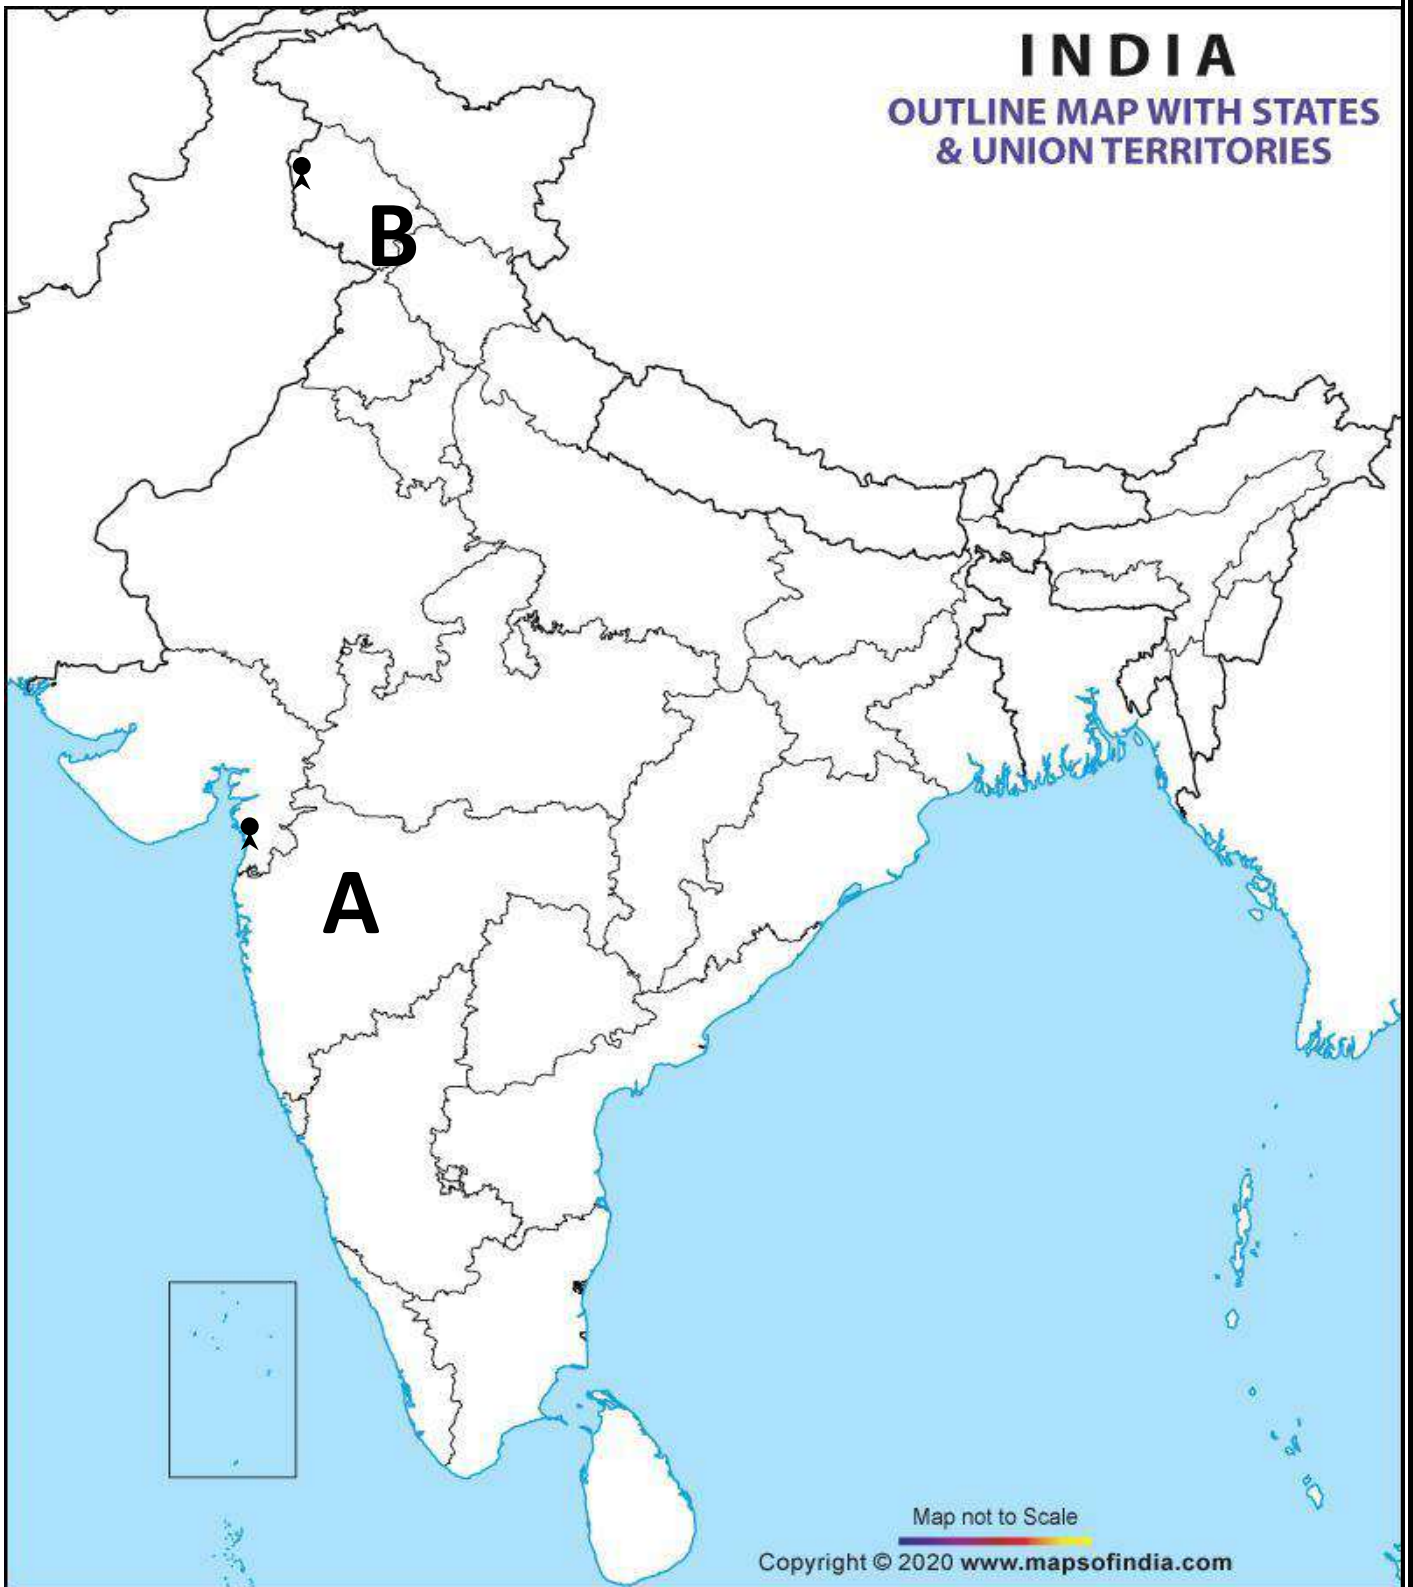 INDIA
OUTLINE MAP WITH STATES
& UNION TERRITORIES
B
A
Map not to Scale
Copyright © 2020 www.mapsofindia.com